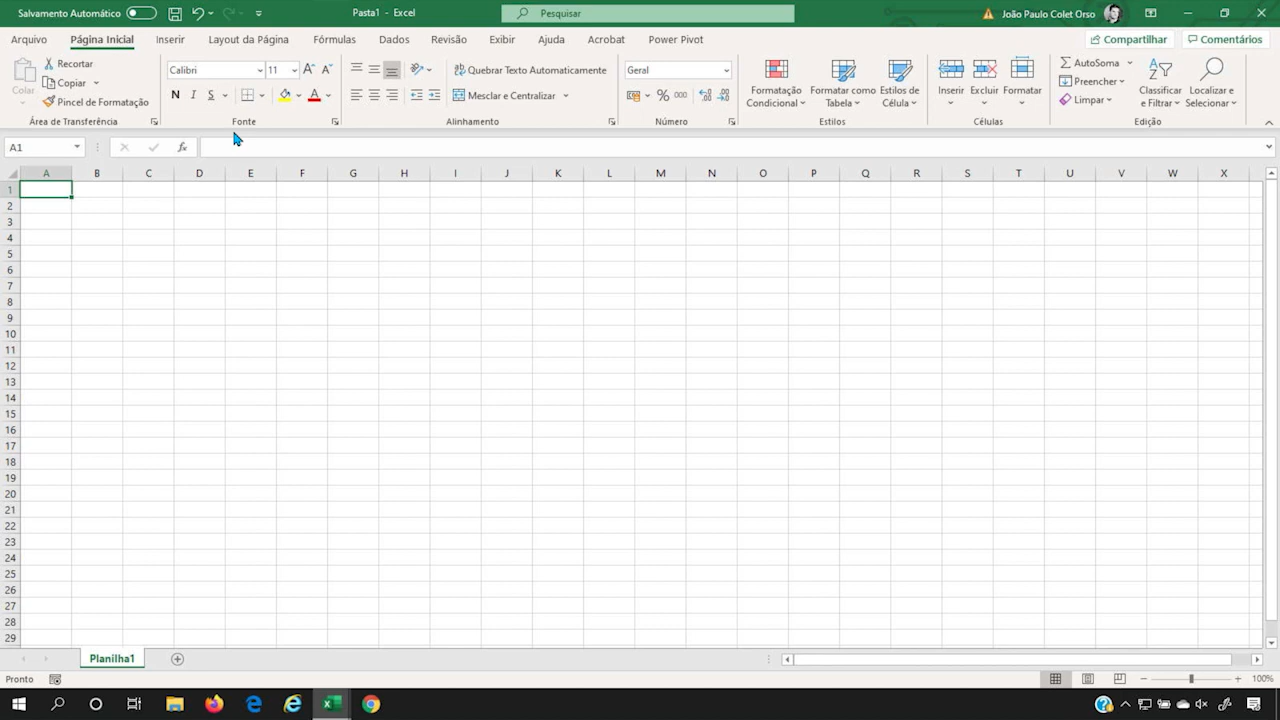 Salvamento Automático
Pasta1 - Excel
Pesquisar
João Paulo Colet Orso
Arquivo Página Inicial Inserir Layout da Página Fórmulas Dados Revisão Exibir Ajuda Acrobat Power Pivot Compartilhar Comentários
Colar
Recortar
Copiar
Pincel de Formatação
Área de Transferência
Calibri 11
N I S
Fonte
Quebrar Texto Automaticamente
Mesclar e Centralizar
Alinhamento
Geral
% 000
Número
Formatação Condicional
Formatar como Tabela
Estilos de Célula
Estilos
Inserir Excluir Formatar
Células
AutoSoma
Preencher
Limpar
Classificar e Filtrar
Localizar e Selecionar
Edição
A1 fx
A B C D E F G H I J K L M N O P Q R S T U V W X
1
2
3
4
5
6
7
8
9
10
11
12
13
14
15
16
17
18
19
20
21
22
23
24
25
26
27
28
29
Planilha1
Pronto 100%